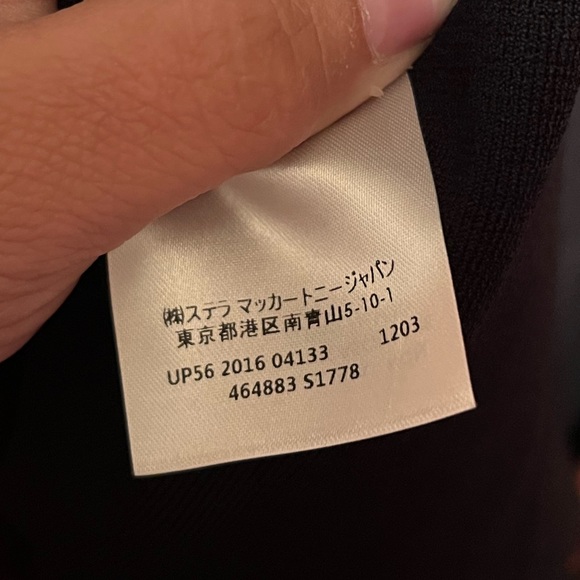 ㈱ステラ マッカートニージャパン
東京都港区南青山5-10-1
UP56 2016 04133 1203
464883 S1778